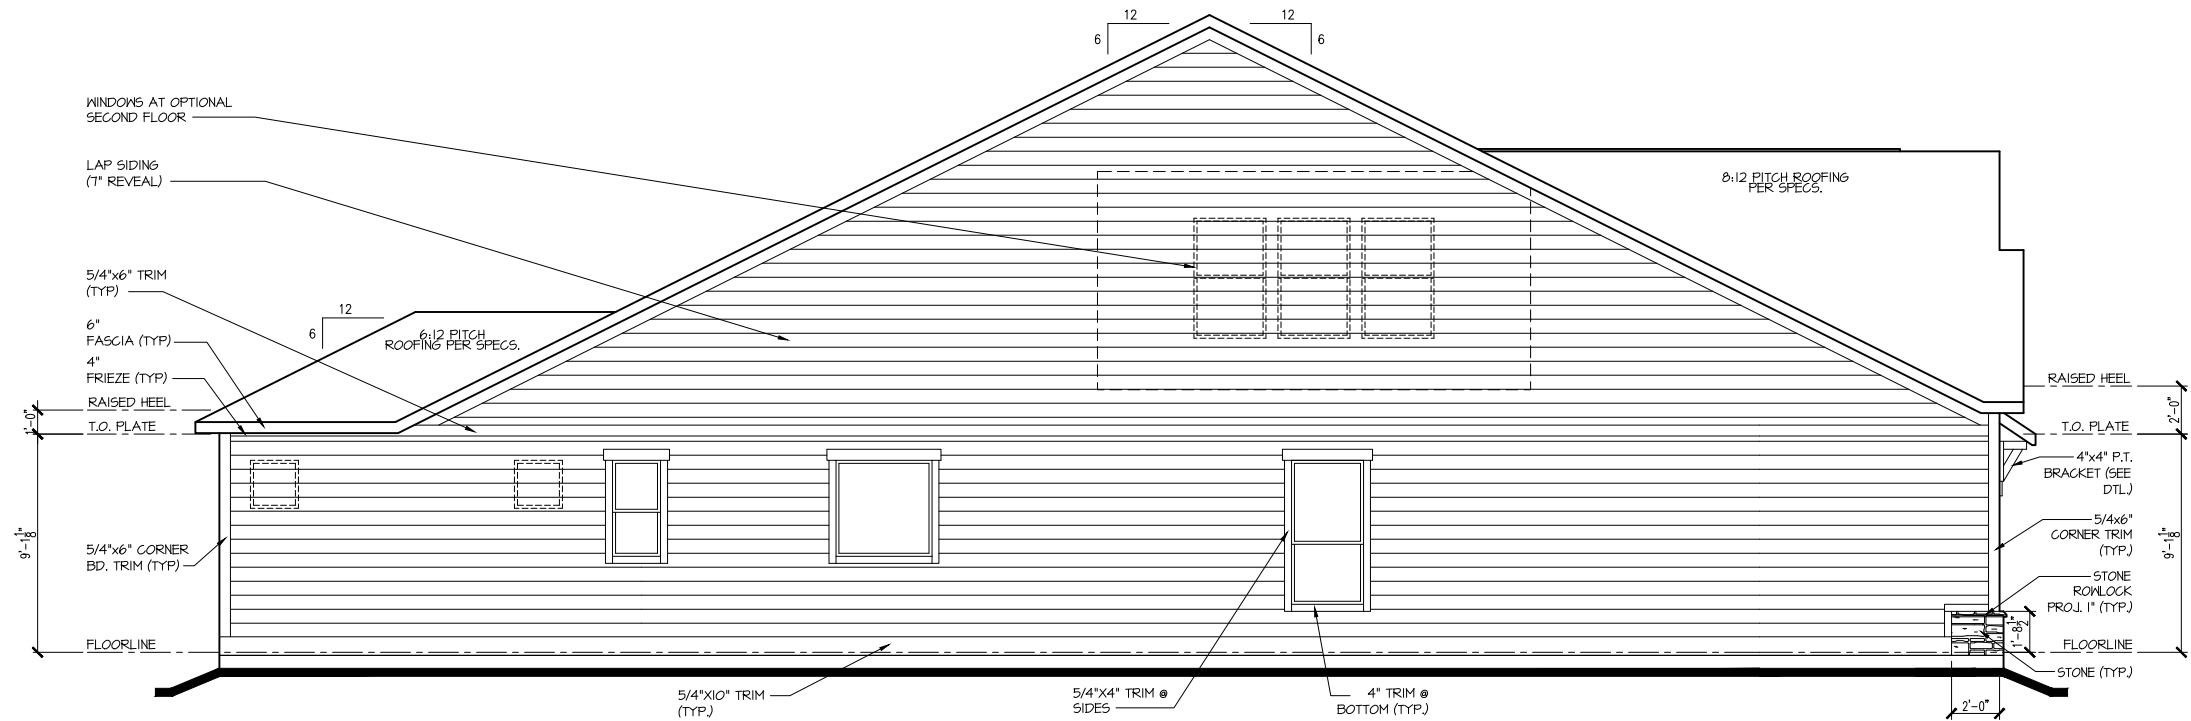 12
6
12
6
WINDOWS AT OPTIONAL
SECOND FLOOR
LAP SIDING
(7" REVEAL)
8:12 PITCH ROOFING
PER SPECS.
5/4"x6" TRIM
(TYP)
12
6
6:12 PITCH
ROOFING PER SPECS.
6"
FASCIA (TYP)
4"
FRIEZE (TYP)
RAISED HEEL
1'-0"
T.O. PLATE
9'-1 1/8"
5/4"x6" CORNER
BD. TRIM (TYP)
FLOORLINE
RAISED HEEL
2'-0"
T.O. PLATE
4"x4" P.T.
BRACKET (SEE
DTL.)
5/4x6"
CORNER TRIM
(TYP.)
9'-1 1/8"
STONE
ROWLOCK
PROJ. 1" (TYP.)
1'-8 1/2"
FLOORLINE
STONE (TYP.)
2'-0"
5/4"X10" TRIM
(TYP.)
5/4"X4" TRIM @
SIDES
4" TRIM @
BOTTOM (TYP.)